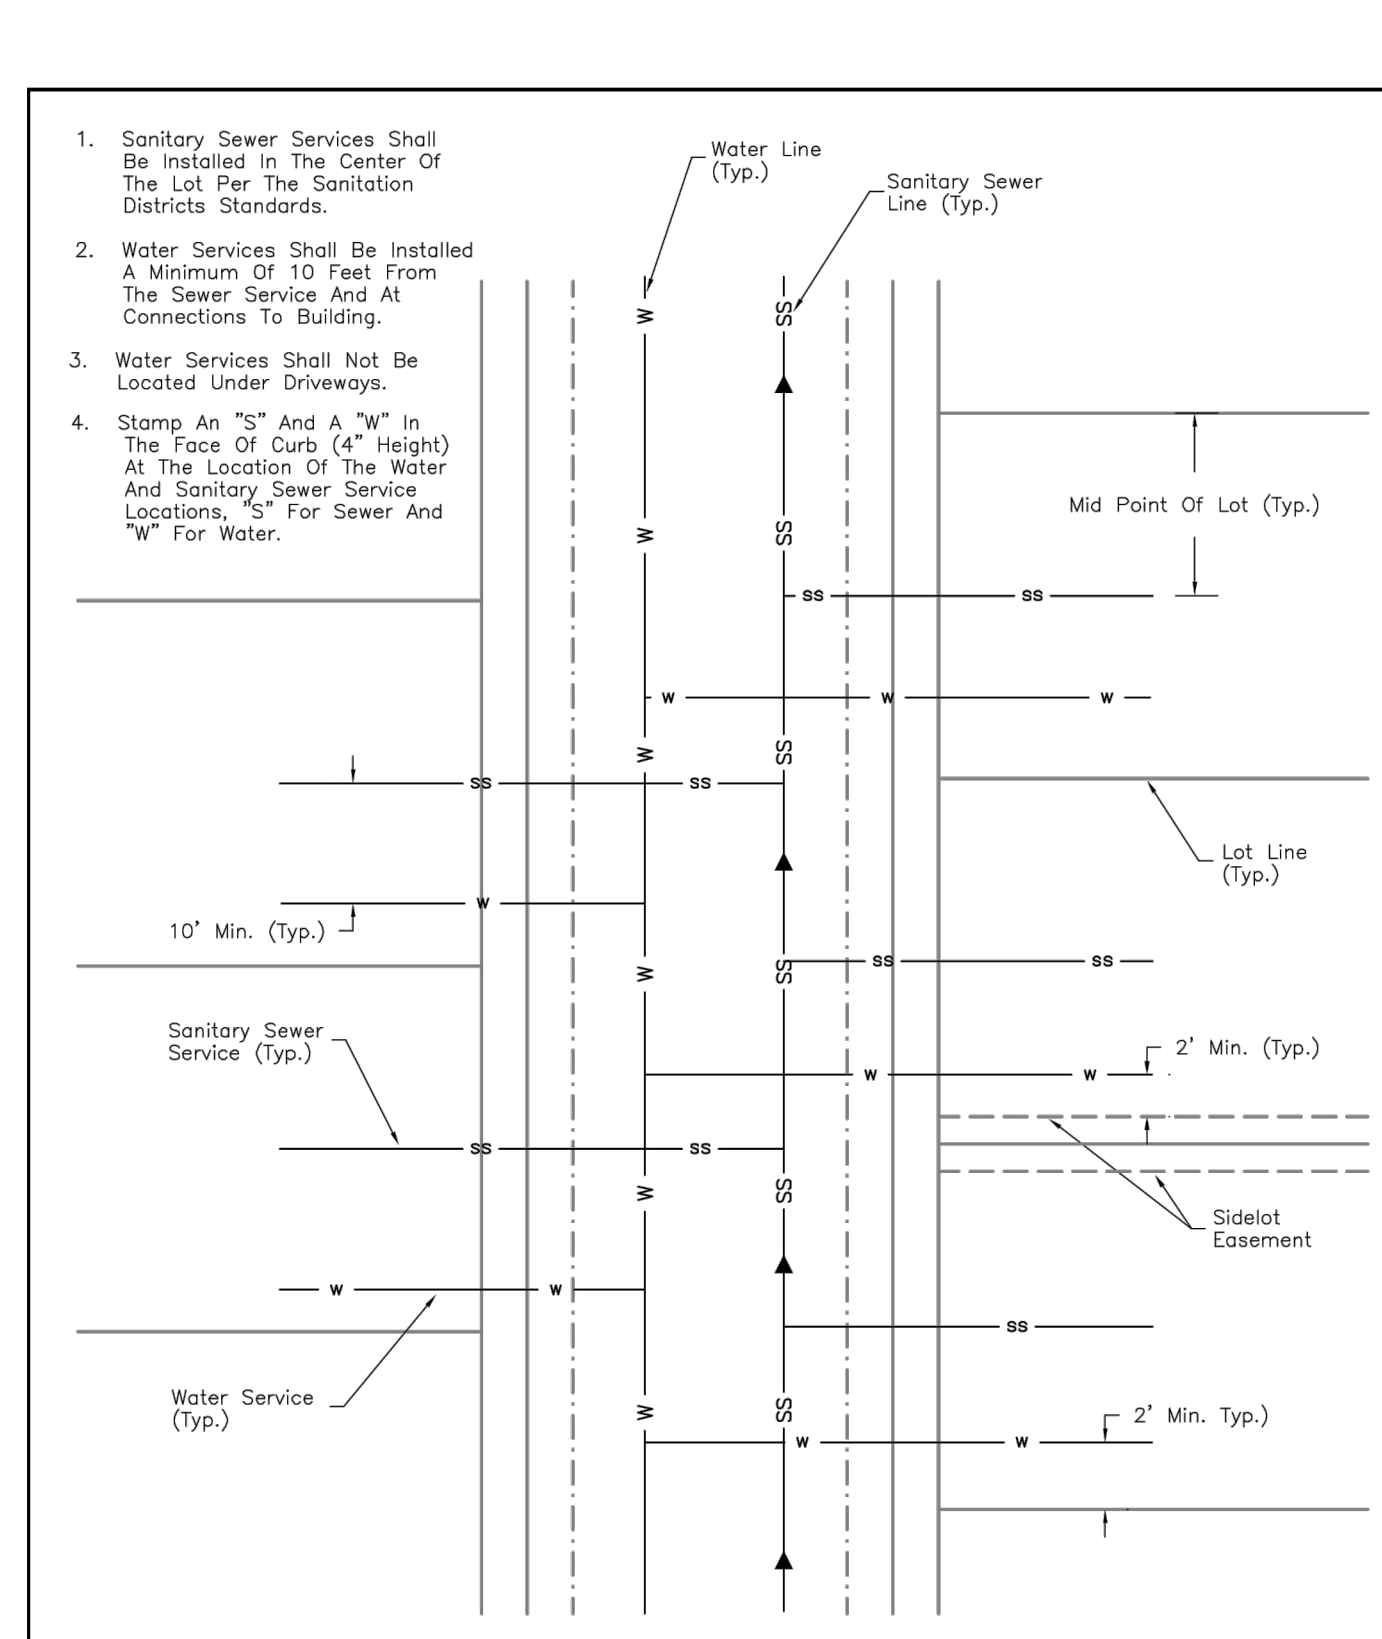 1. Sanitary Sewer Services Shall
Be Installed In The Center Of
The Lot Per The Sanitation
Districts Standards.
2. Water Services Shall Be Installed
A Minimum Of 10 Feet From
The Sewer Service And At
Connections To Building.
3. Water Services Shall Not Be
Located Under Driveways.
4. Stamp An "S" And A "W" In
The Face Of Curb (4" Height)
At The Location Of The Water
And Sanitary Sewer Service
Locations, "S" For Sewer And
"W" For Water.
Water Line
(Typ.)
Sanitary Sewer
Line (Typ.)
W
SS
Mid Point Of Lot (Typ.)
W
SS
SS
SS
W
W
W
W
SS
SS
SS
Lot Line
(Typ.)
W
10' Min. (Typ.)
W
SS
SS
SS
Sanitary Sewer
Service (Typ.)
2' Min. (Typ.)
W
W
SS
SS
W
SS
Sidelot
Easement
W
W
SS
Water Service
(Typ.)
W
SS
2' Min. Typ.)
W
W